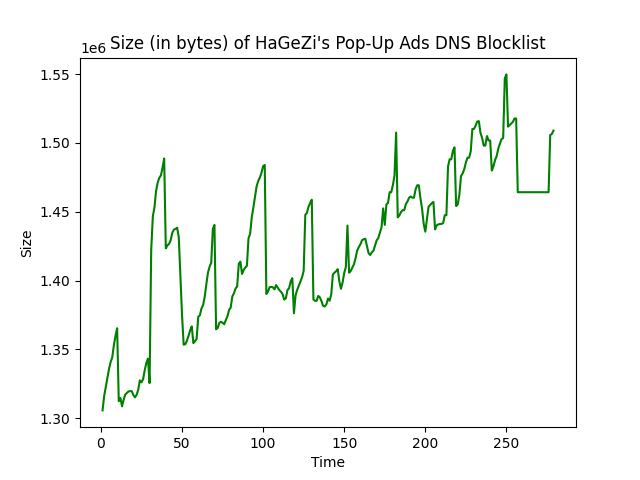 Size (in bytes) of HaGeZi's Pop-Up Ads DNS Blocklist
1e6
1.55
1.50
1.45
1.40
1.35
1.30
Size
0 50 100 150 200 250
Time